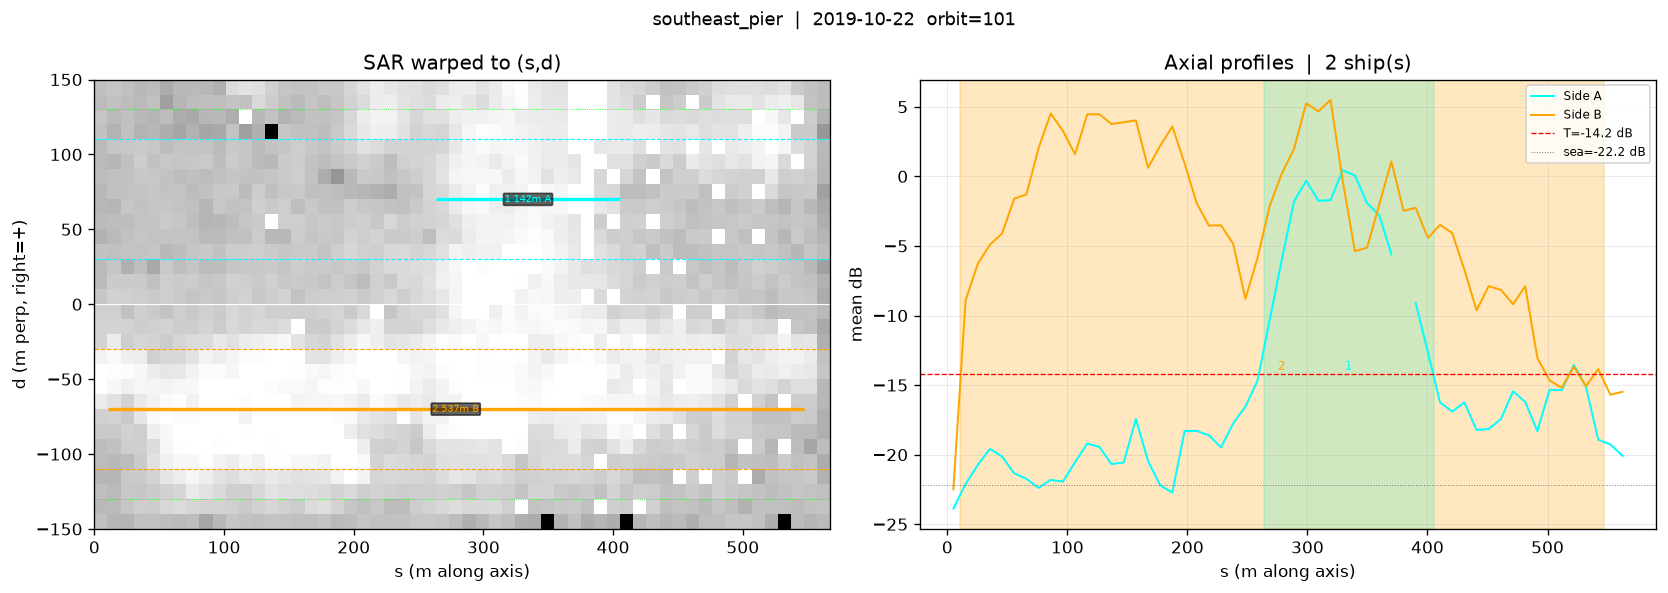 southeast_pier | 2019-10-22 orbit=101
SAR warped to (s,d)
150
100
50
0
−50
−100
−150
d (m perp, right=+)
1 142m A
2 537m B
0
100
200
300
400
500
s (m along axis)
Axial profiles | 2 ship(s)
5
0
−5
−10
−15
−20
−25
mean dB
Side A
Side B
T=-14.2 dB
sea=-22.2 dB
2
1
0
100
200
300
400
500
s (m along axis)